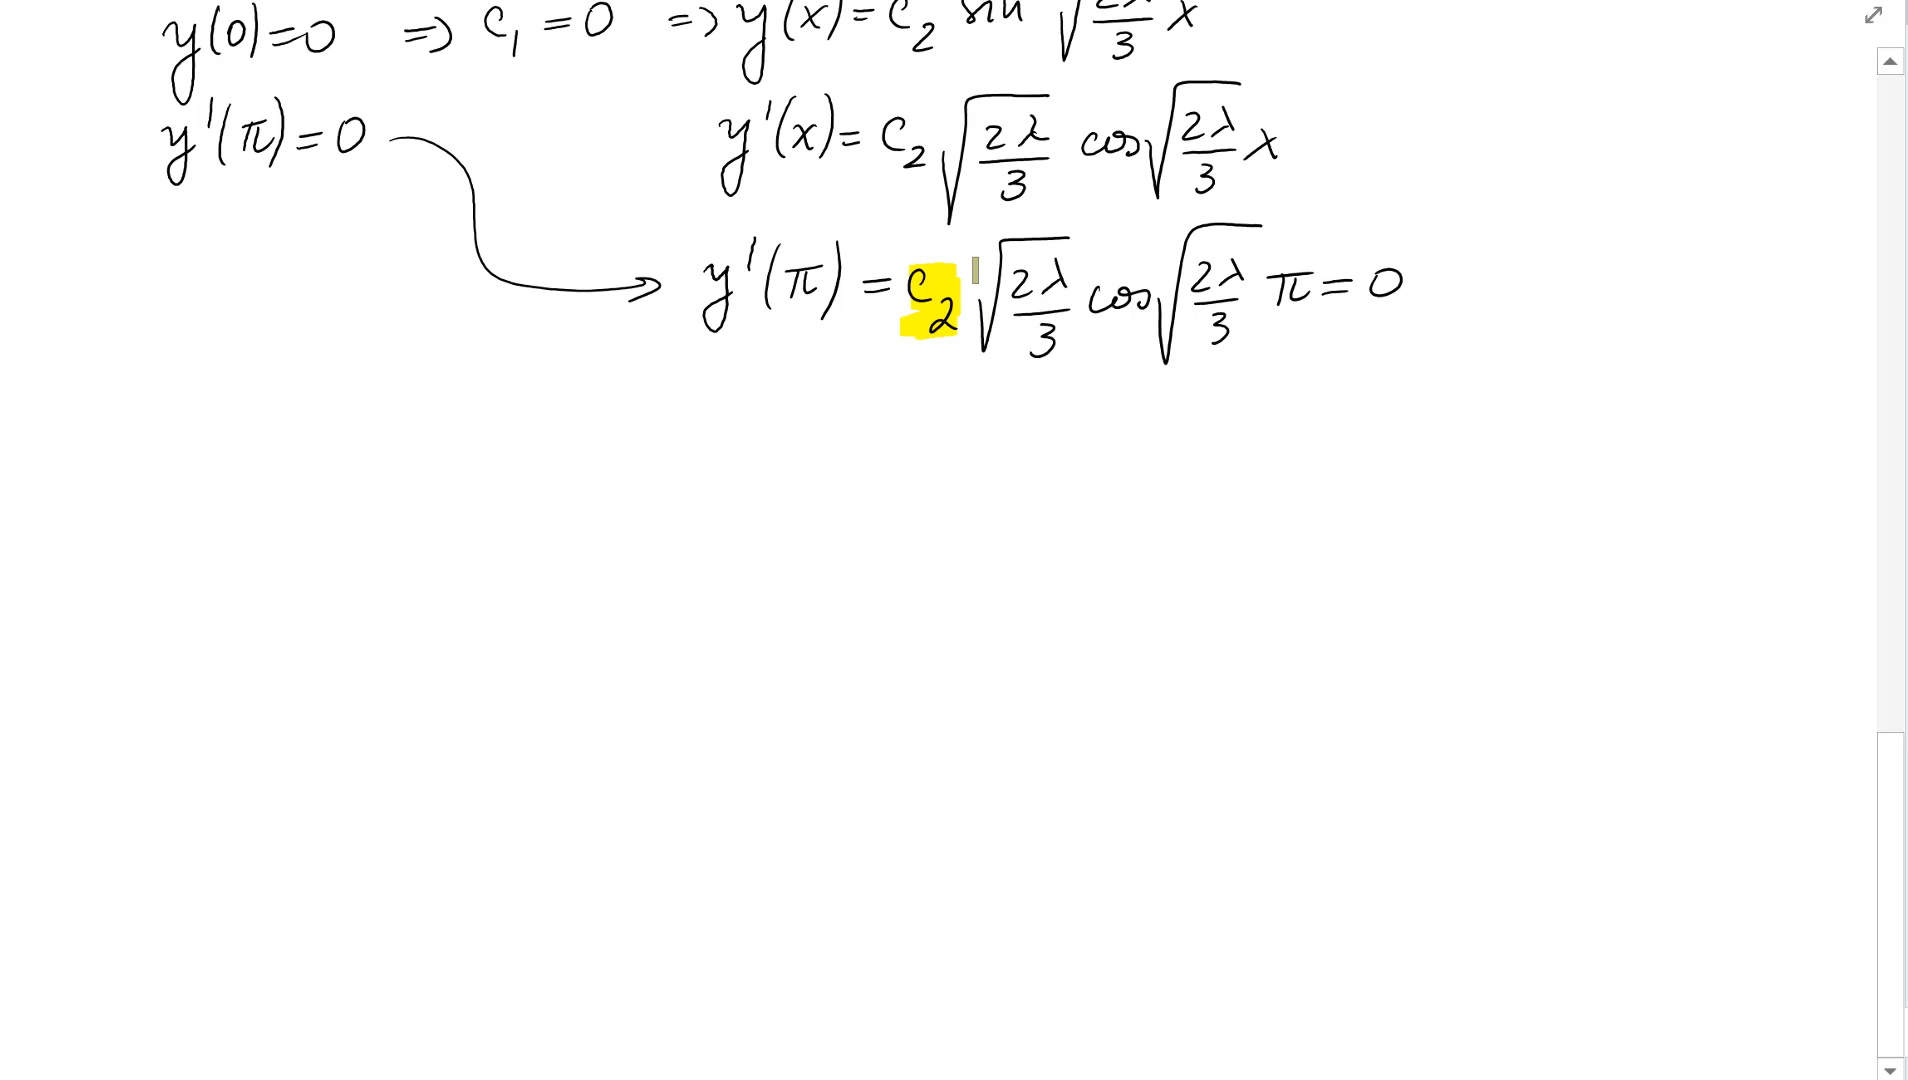 y(0)=0 ⇒ c₁ = 0 ⇒ y(x) = c₂ sin √(2λ/3) x
y'(π)=0 y'(x) = c₂ √(2λ/3) cos √(2λ/3) x
y'(π) = c₂ √(2λ/3) cos √(2λ/3) π = 0